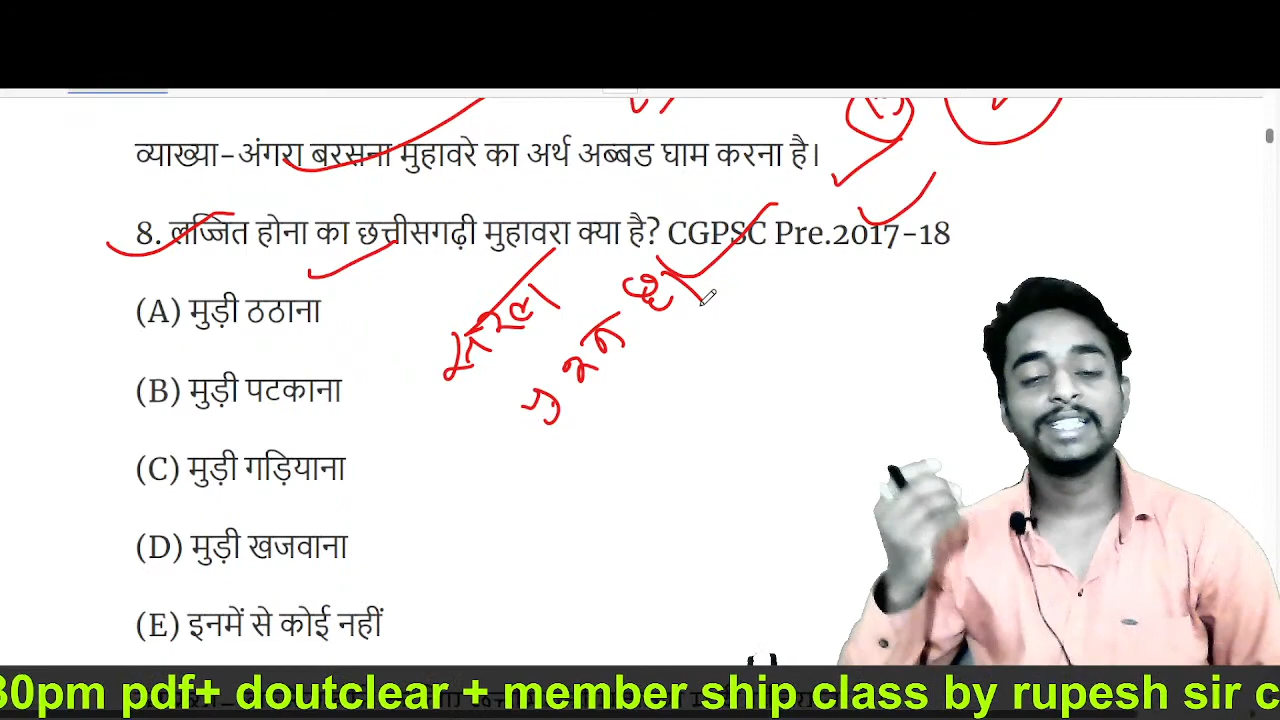 व्याख्या-अंगरा बरसना मुहावरे का अर्थ अब्बड घाम करना है।
8. लज्जित होना का छत्तीसगढ़ी मुहावरा क्या है? CGPSC Pre.2017-18
(A) मुड़ी ठठाना
(B) मुड़ी पटकाना
(C) मुड़ी गड़ियाना
(D) मुड़ी खजवाना
(E) इनमें से कोई नहीं
30pm pdf+ doutclear + member ship class by rupesh sir c